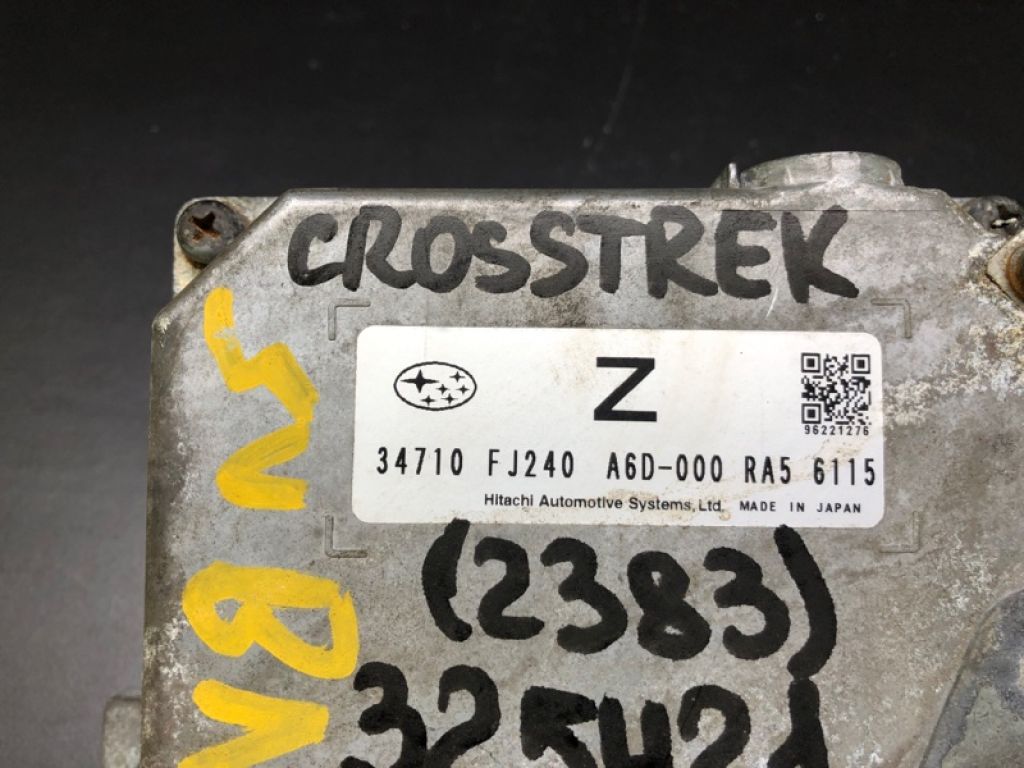 CROSSTREK
Z
96221276
34710 FJ240 A6D-000 RA5 6115
Hitachi Automotive Systems, Ltd. MADE IN JAPAN
(2383)